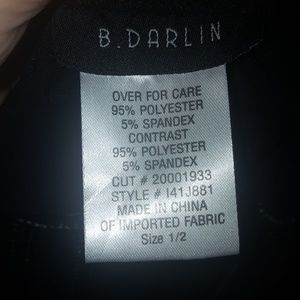 B.DARLIN
OVER FOR CARE
95% POLYESTER
5% SPANDEX
CONTRAST
95% POLYESTER
5% SPANDEX
CUT # 20001933
STYLE # I41J881
MADE IN CHINA
OF IMPORTED FABRIC
Size 1/2